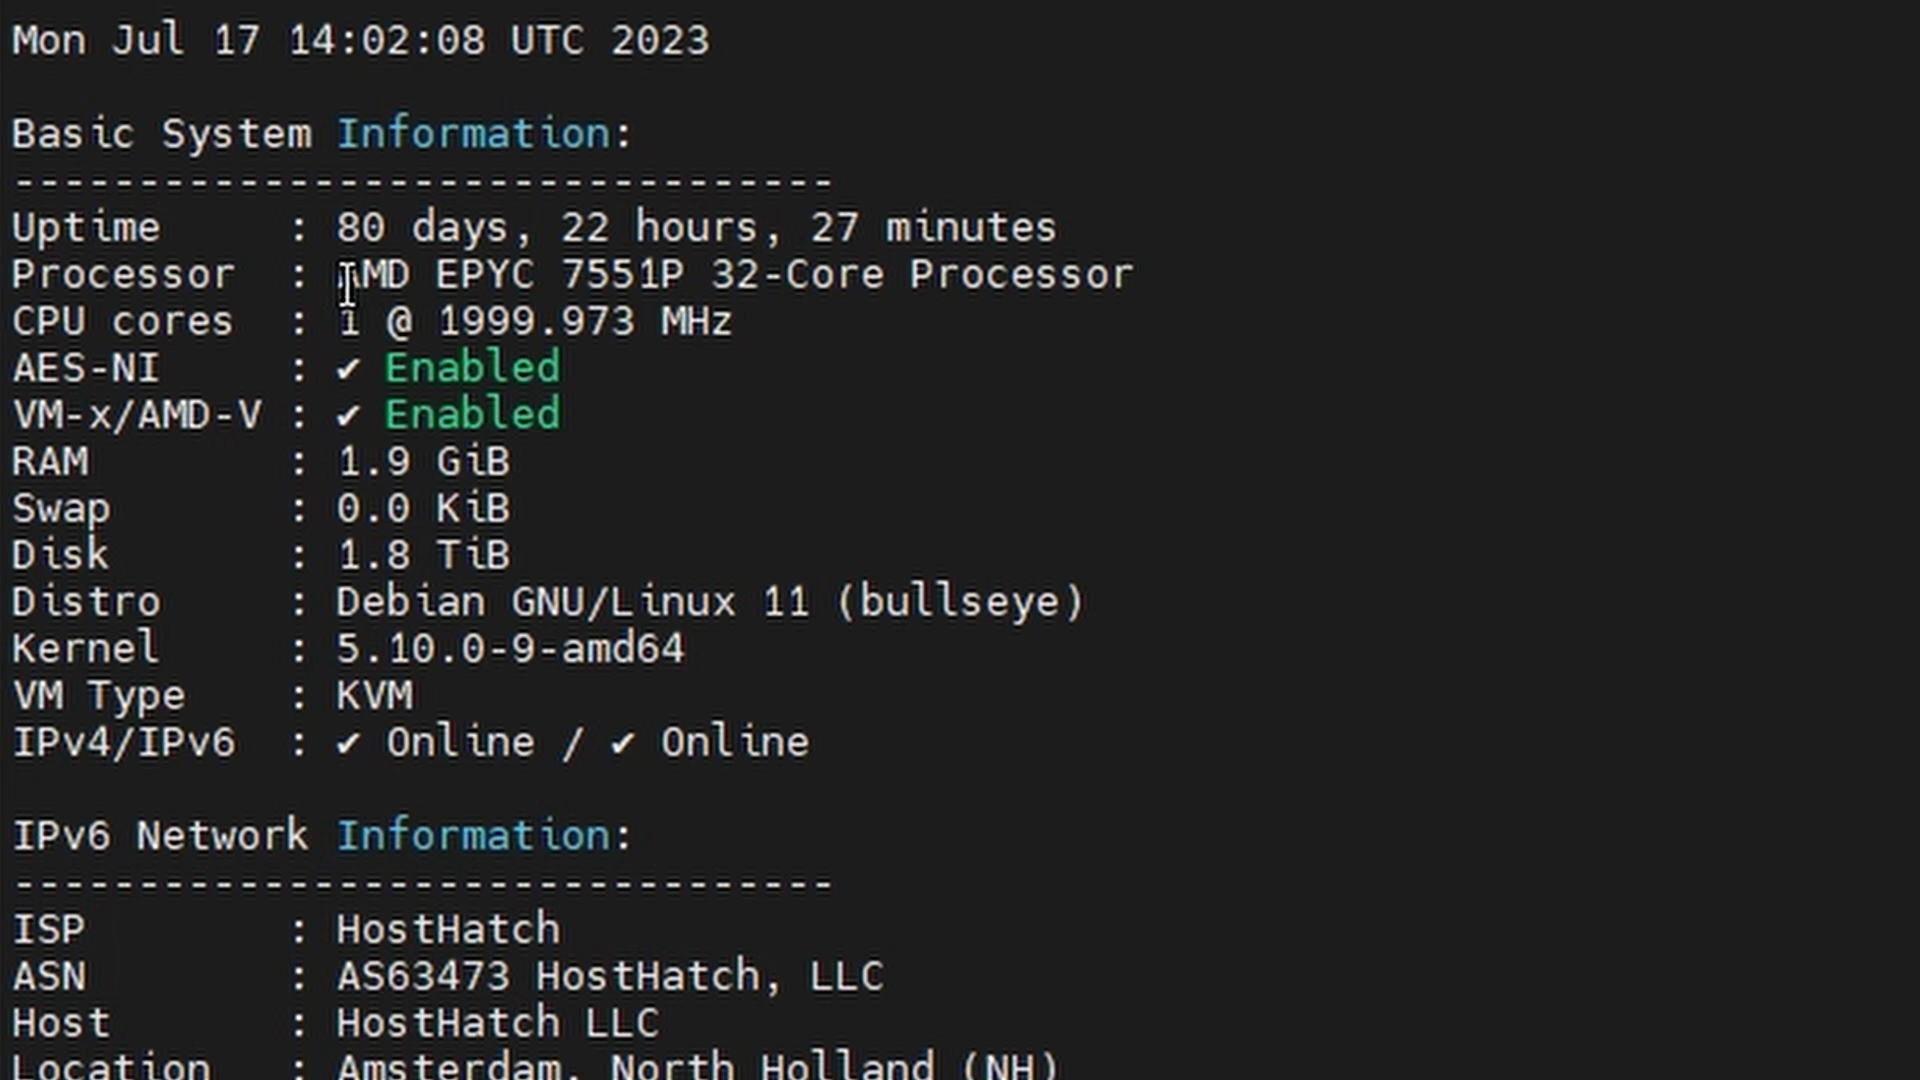 Mon Jul 17 14:02:08 UTC 2023
Basic System Information:
---------------------------------
Uptime : 80 days, 22 hours, 27 minutes
Processor : AMD EPYC 7551P 32-Core Processor
CPU cores : 1 @ 1999.973 MHz
AES-NI : ✔ Enabled
VM-x/AMD-V : ✔ Enabled
RAM : 1.9 GiB
Swap : 0.0 KiB
Disk : 1.8 TiB
Distro : Debian GNU/Linux 11 (bullseye)
Kernel : 5.10.0-9-amd64
VM Type : KVM
IPv4/IPv6 : ✔ Online / ✔ Online
IPv6 Network Information:
---------------------------------
ISP : HostHatch
ASN : AS63473 HostHatch, LLC
Host : HostHatch LLC
Location : Amsterdam, North Holland (NH)